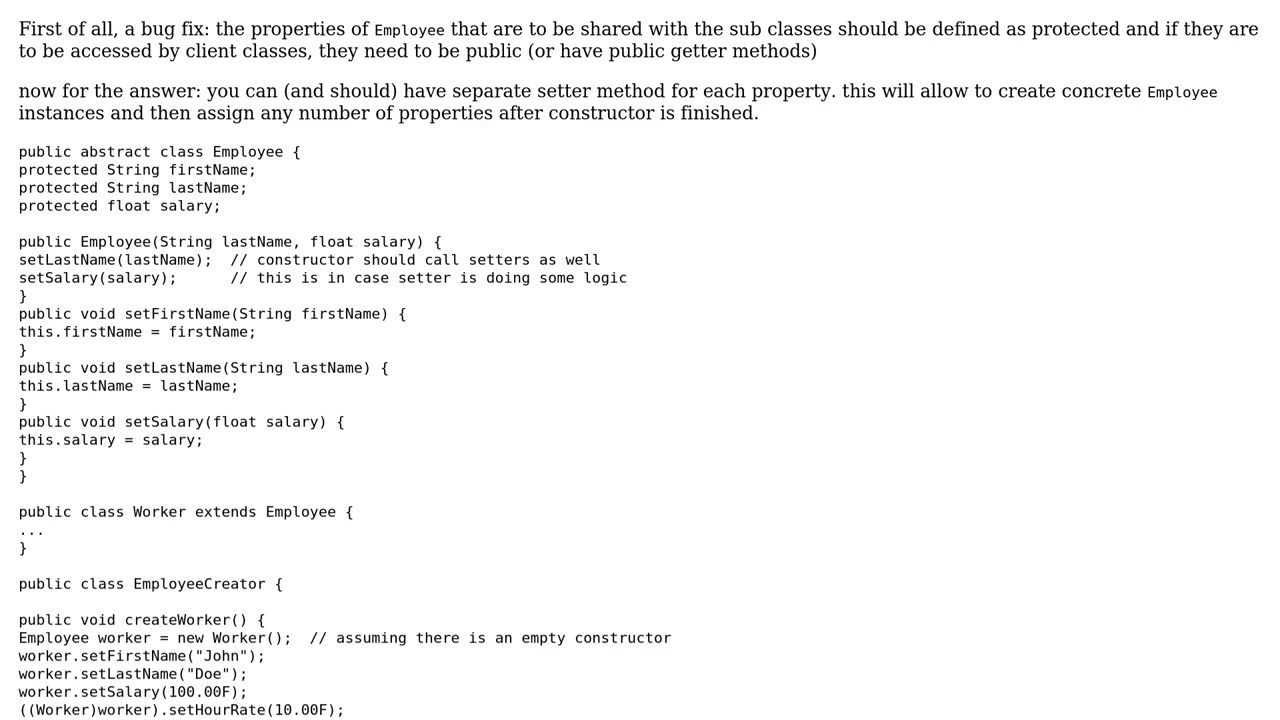 First of all, a bug fix: the properties of Employee that are to be shared with the sub classes should be defined as protected and if they are
to be accessed by client classes, they need to be public (or have public getter methods)
now for the answer: you can (and should) have separate setter method for each property. this will allow to create concrete Employee
instances and then assign any number of properties after constructor is finished.
public abstract class Employee {
protected String firstName;
protected String lastName;
protected float salary;
public Employee(String lastName, float salary) {
setLastName(lastName);  // constructor should call setters as well
setSalary(salary);      // this is in case setter is doing some logic
}
public void setFirstName(String firstName) {
this.firstName = firstName;
}
public void setLastName(String lastName) {
this.lastName = lastName;
}
public void setSalary(float salary) {
this.salary = salary;
}
}
public class Worker extends Employee {
...
}
public class EmployeeCreator {
public void createWorker() {
Employee worker = new Worker();  // assuming there is an empty constructor
worker.setFirstName("John");
worker.setLastName("Doe");
worker.setSalary(100.00F);
((Worker)worker).setHourRate(10.00F);